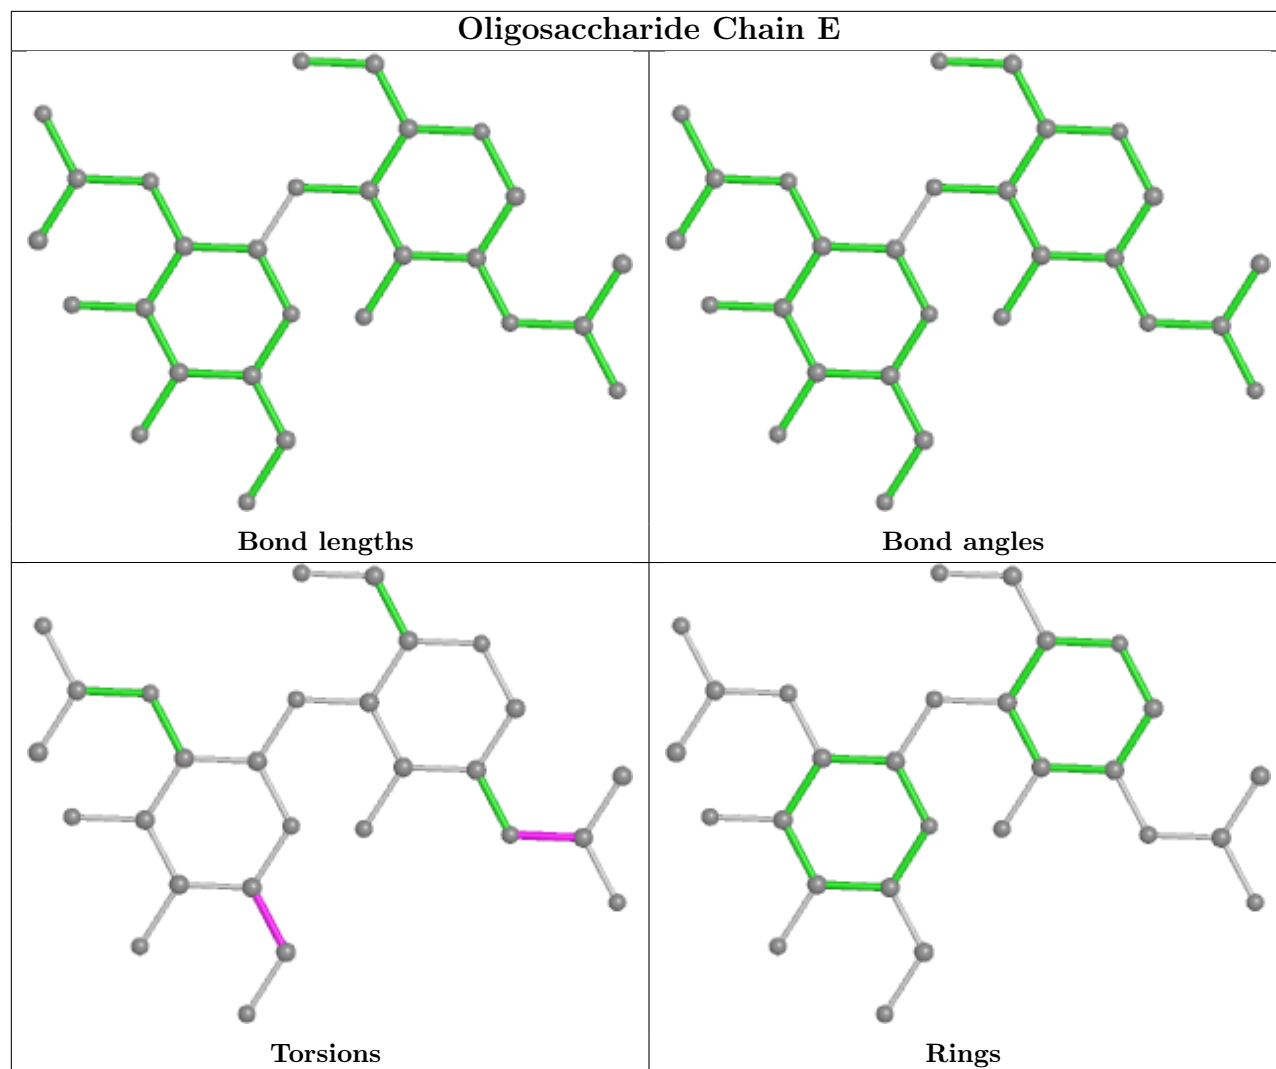 Oligosaccharide Chain E
Bond lengths
Bond angles
Torsions
Rings